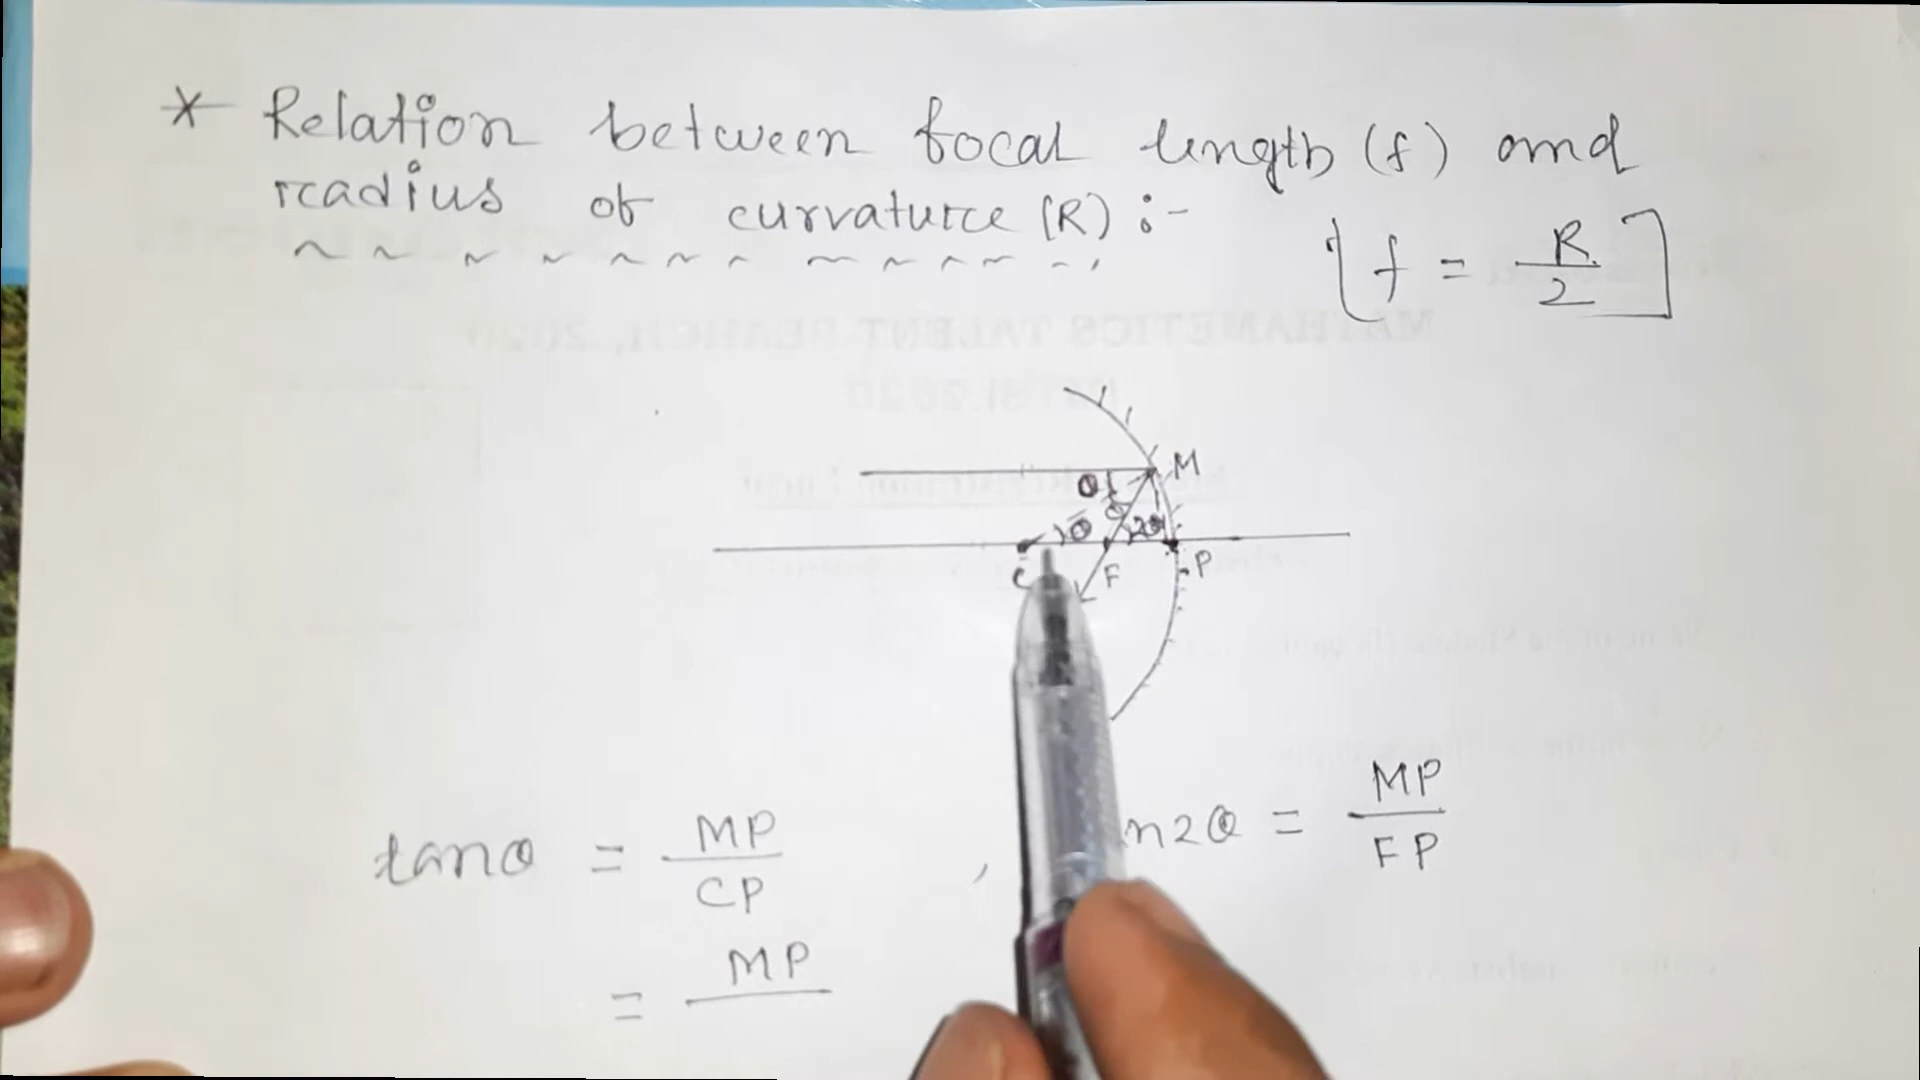 * Relation between focal length (f) and
radius of curvature (R) :-
[ f = R/2 ]
M
θ
θ
θ
2θ
C
F
P
tanθ = MP/CP ,
n2θ = MP/FP
= MP